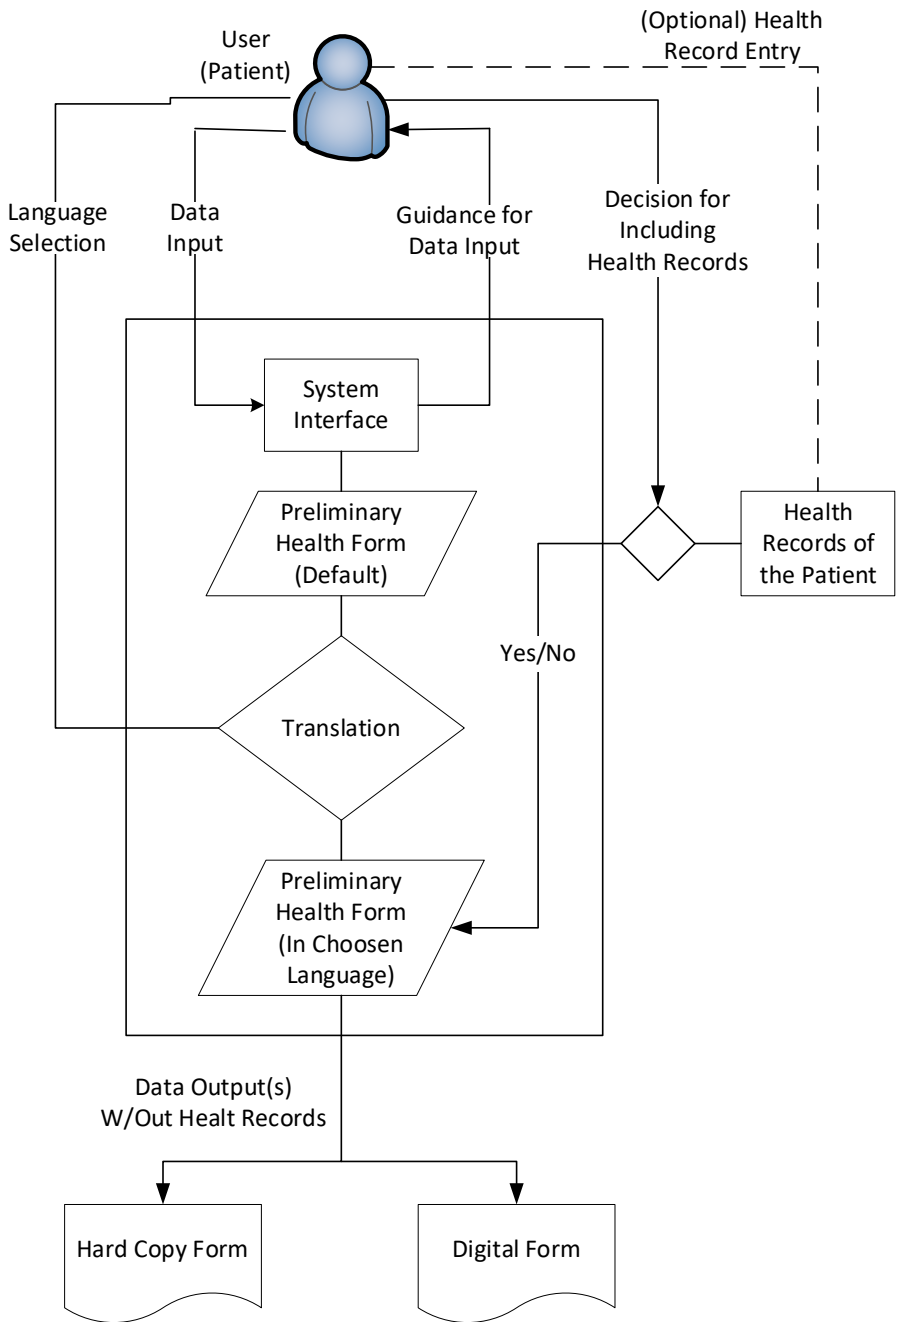 User
(Patient)
(Optional) Health
Record Entry
Language
Selection
Data
Input
Guidance for
Data Input
Decision for
Including
Health Records
System
Interface
Preliminary
Health Form
(Default)
Health
Records of
the Patient
Yes/No
Translation
Preliminary
Health Form
(In Choosen
Language)
Data Output(s)
W/Out Healt Records
Hard Copy Form
Digital Form